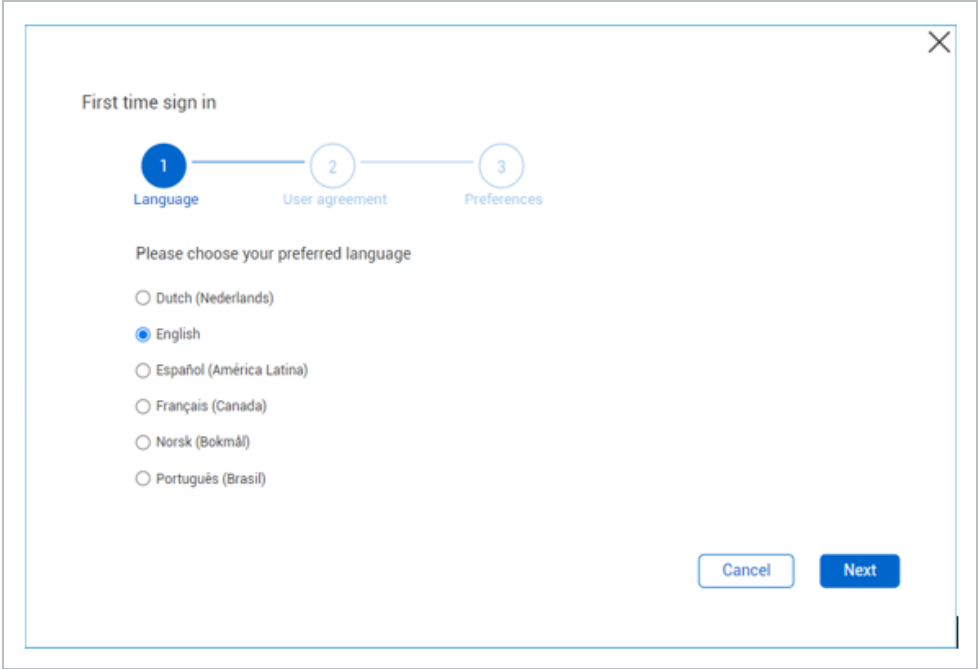 First time sign in
1
2
3
Language
User agreement
Preferences
Please choose your preferred language
Dutch (Nederlands)
English
Español (América Latina)
Français (Canada)
Norsk (Bokmål)
Português (Brasil)
Cancel
Next